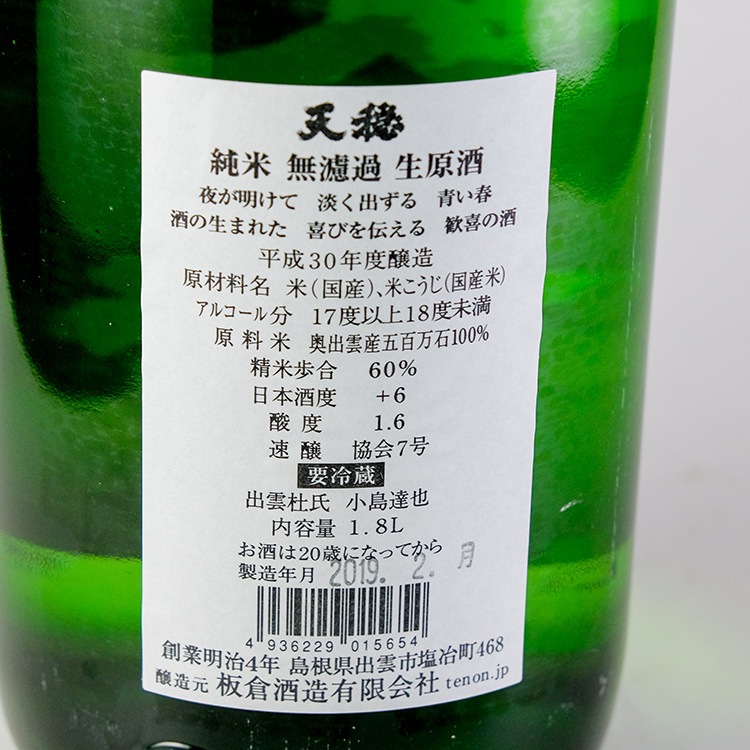 天穏
純米 無濾過 生原酒
夜が明けて 淡く出ずる 青い春
酒の生まれた 喜びを伝える 歓喜の酒
平成30年度醸造
原材料名 米(国産)、米こうじ(国産米)
アルコール分 17度以上18度未満
原料米 奥出雲産五百万石100%
精米歩合 60%
日本酒度 +6
酸度 1.6
速醸 協会7号
要冷蔵
出雲杜氏 小島達也
内容量 1.8L
お酒は20歳になってから
製造年月 2019. 2. 月
4 936229 015654
創業明治4年 島根県出雲市塩冶町468
醸造元 板倉酒造有限会社 tenon.jp